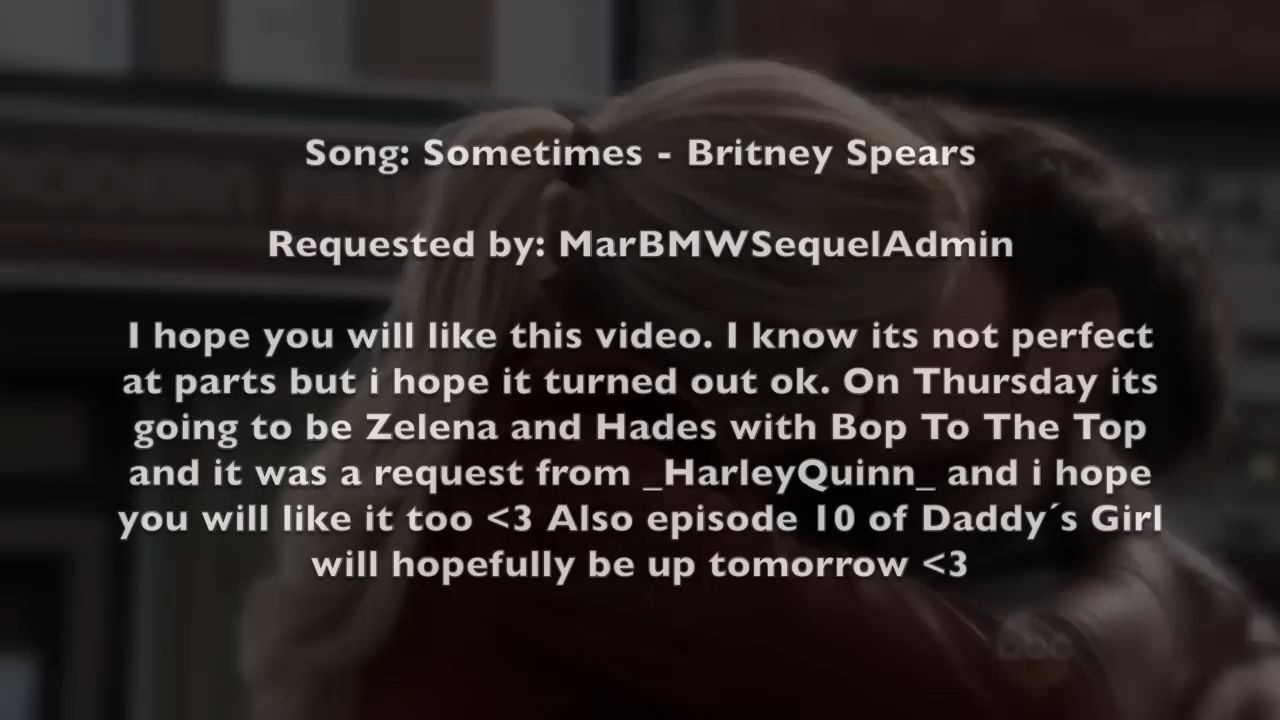 Song: Sometimes - Britney Spears
Requested by: MarBMWSequelAdmin
I hope you will like this video. I know its not perfect
at parts but i hope it turned out ok. On Thursday its
going to be Zelena and Hades with Bop To The Top
and it was a request from _HarleyQuinn_ and i hope
you will like it too <3 Also episode 10 of Daddy´s Girl
will hopefully be up tomorrow <3
abc